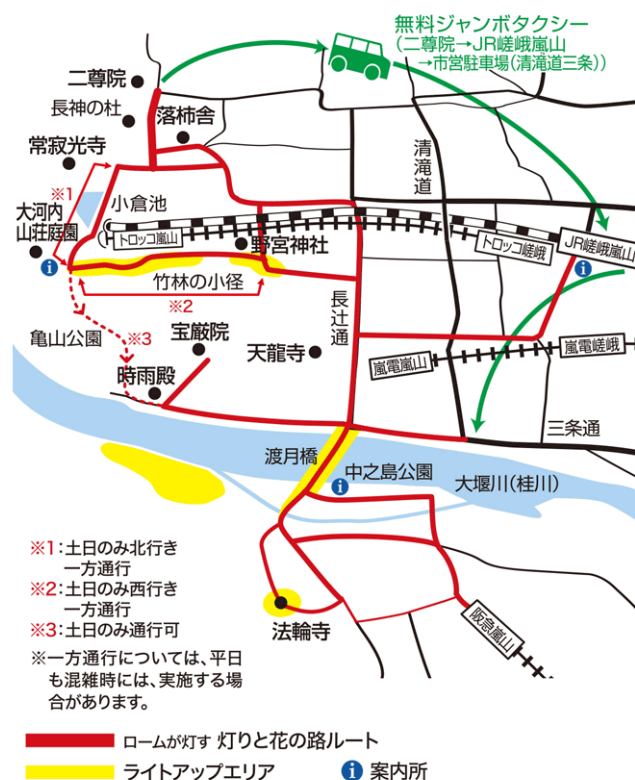 無料ジャンボタクシー
(二尊院→JR嵯峨嵐山
→市営駐車場(清滝道三条))
二尊院
長神の杜
落柿舎
常寂光寺
清滝道
※1
小倉池
大河内
山荘庭園
トロッコ嵐山
野宮神社
トロッコ嵯峨
JR嵯峨嵐山
i
i
竹林の小径
※2
長辻通
亀山公園
※3
宝厳院
天龍寺
嵐電嵐山
嵐電嵯峨
時雨殿
三条通
渡月橋
中之島公園
i
大堰川(桂川)
※1:土日のみ北行き
一方通行
※2:土日のみ西行き
一方通行
※3:土日のみ通行可
※一方通行については、平日
も混雑時には、実施する場
合があります。
法輪寺
阪急嵐山
ロームが灯す 灯りと花の路ルート
ライトアップエリア
i 案内所